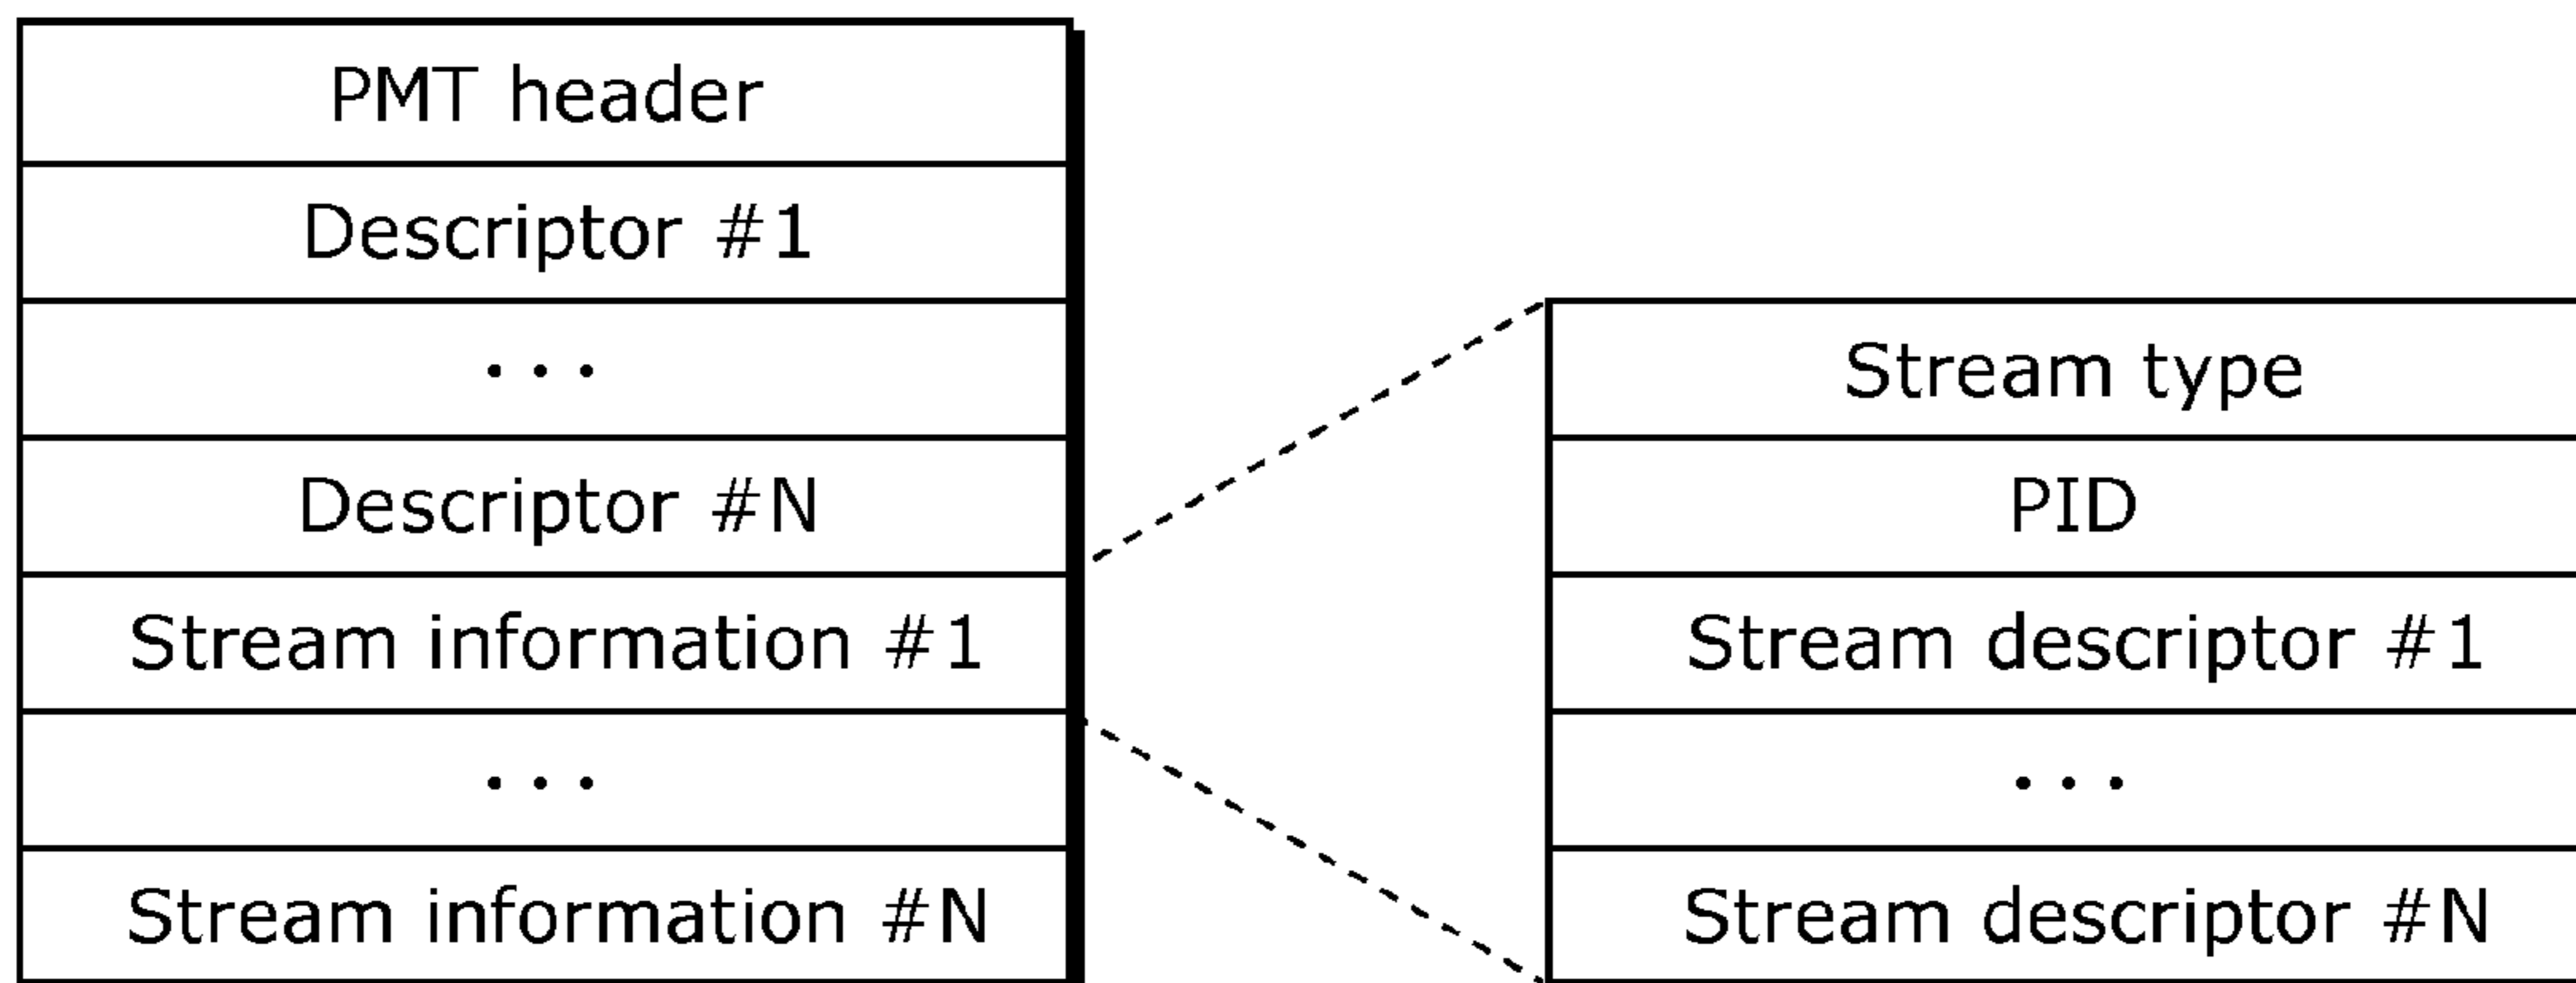 PMT header
Descriptor #1
...
Descriptor #N
Stream information #1
...
Stream information #N
Stream type
PID
Stream descriptor #1
...
Stream descriptor #N